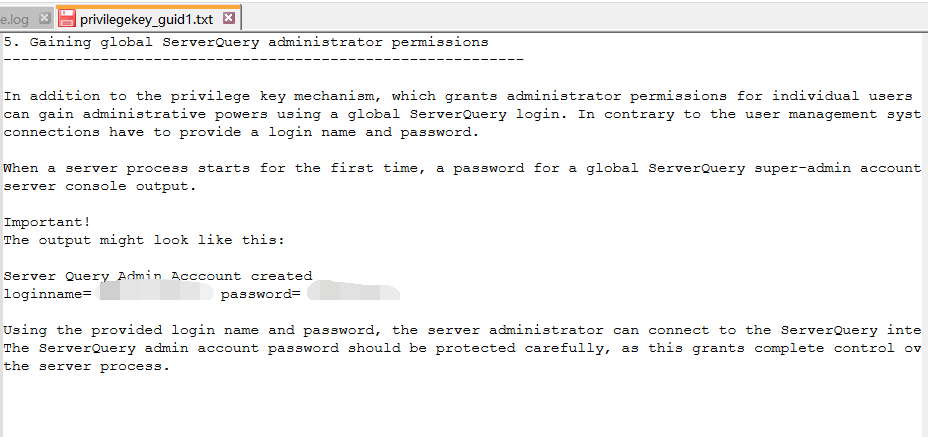 e.log
privilegekey_guid1.txt
5. Gaining global ServerQuery administrator permissions
-----------------------------------------------------------
In addition to the privilege key mechanism, which grants administrator permissions for individual users
can gain administrative powers using a global ServerQuery login. In contrary to the user management syst
connections have to provide a login name and password.
When a server process starts for the first time, a password for a global ServerQuery super-admin account
server console output.
Important!
The output might look like this:
Server Query Admin Acccount created
loginname= password=
Using the provided login name and password, the server administrator can connect to the ServerQuery inte
The ServerQuery admin account password should be protected carefully, as this grants complete control ov
the server process.